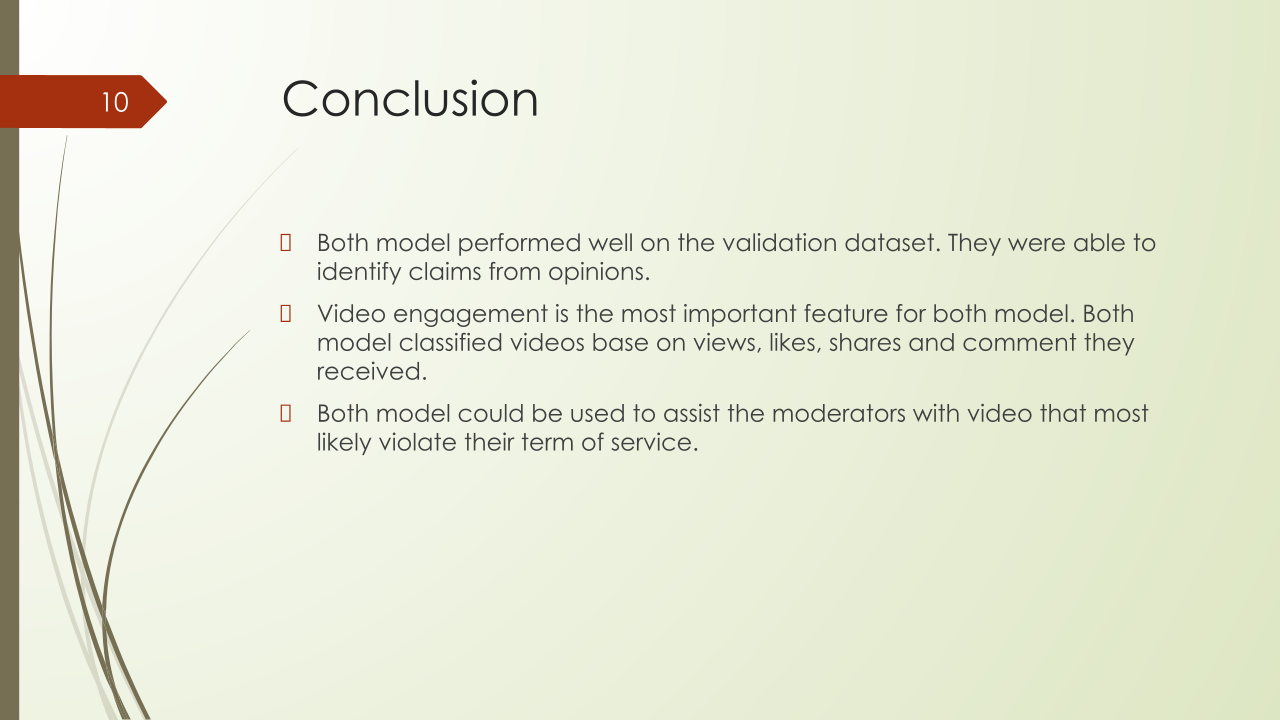 10
Conclusion
Both model performed well on the validation dataset. They were able to
identify claims from opinions.
Video engagement is the most important feature for both model. Both
model classified videos base on views, likes, shares and comment they
received.
Both model could be used to assist the moderators with video that most
likely violate their term of service.